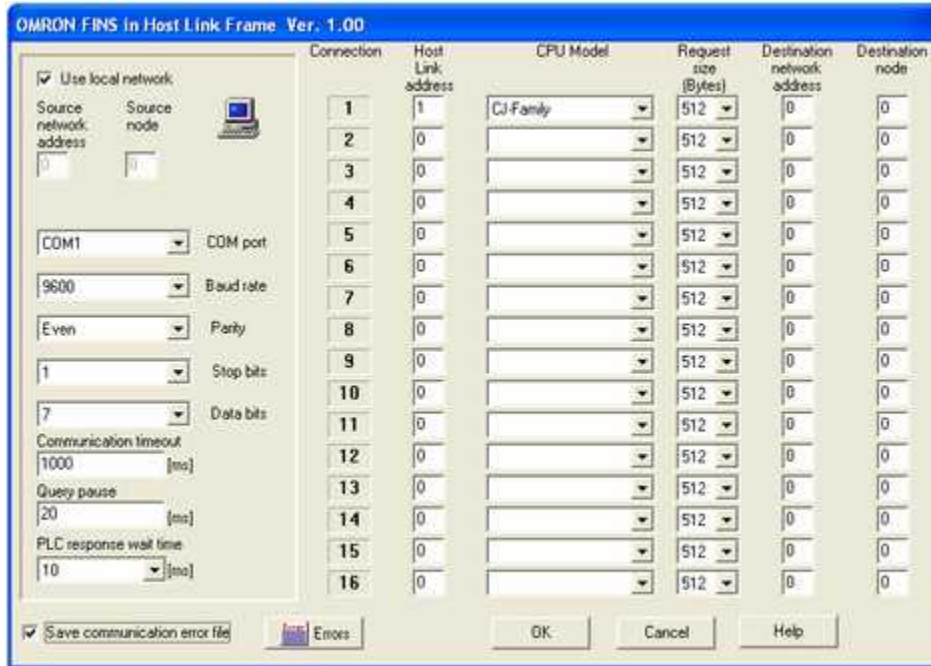 OMRON FINS in Host Link Frame Ver. 1.00
Use local network
Source network address
Source node
0
0
COM1 COM port
9600 Baud rate
Even Parity
1 Stop bits
7 Data bits
Communication timeout
1000 [ms]
Query pause
20 [ms]
PLC response wait time
10 [ms]
Connection Host Link address CPU Model Request size (Bytes) Destination network address Destination node
1 1 CJ-Family 512 0 0
2 0 512 0 0
3 0 512 0 0
4 0 512 0 0
5 0 512 0 0
6 0 512 0 0
7 0 512 0 0
8 0 512 0 0
9 0 512 0 0
10 0 512 0 0
11 0 512 0 0
12 0 512 0 0
13 0 512 0 0
14 0 512 0 0
15 0 512 0 0
16 0 512 0 0
Save communication error file Errors OK Cancel Help